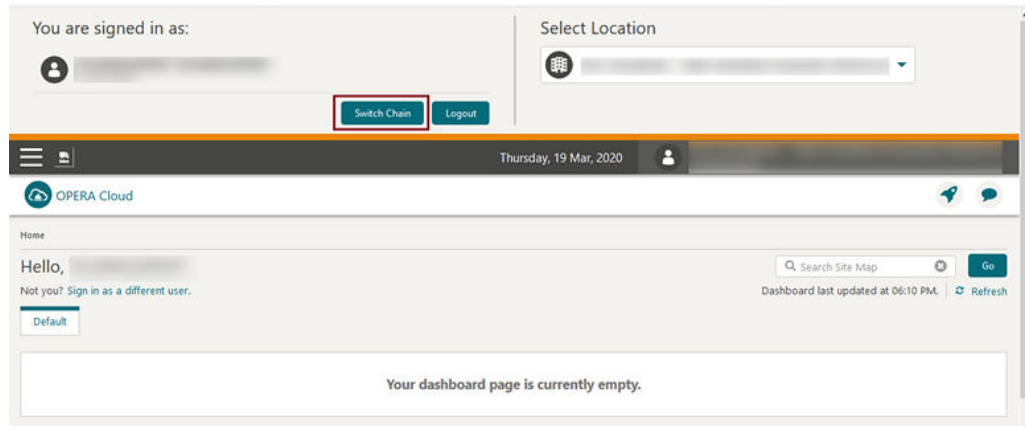 You are signed in as:
Select Location
Switch Chain
Logout
Thursday, 19 Mar, 2020
OPERA Cloud
Home
Hello,
Search Site Map
Go
Not you? Sign in as a different user.
Dashboard last updated at 06:10 PM.
Refresh
Default
Your dashboard page is currently empty.